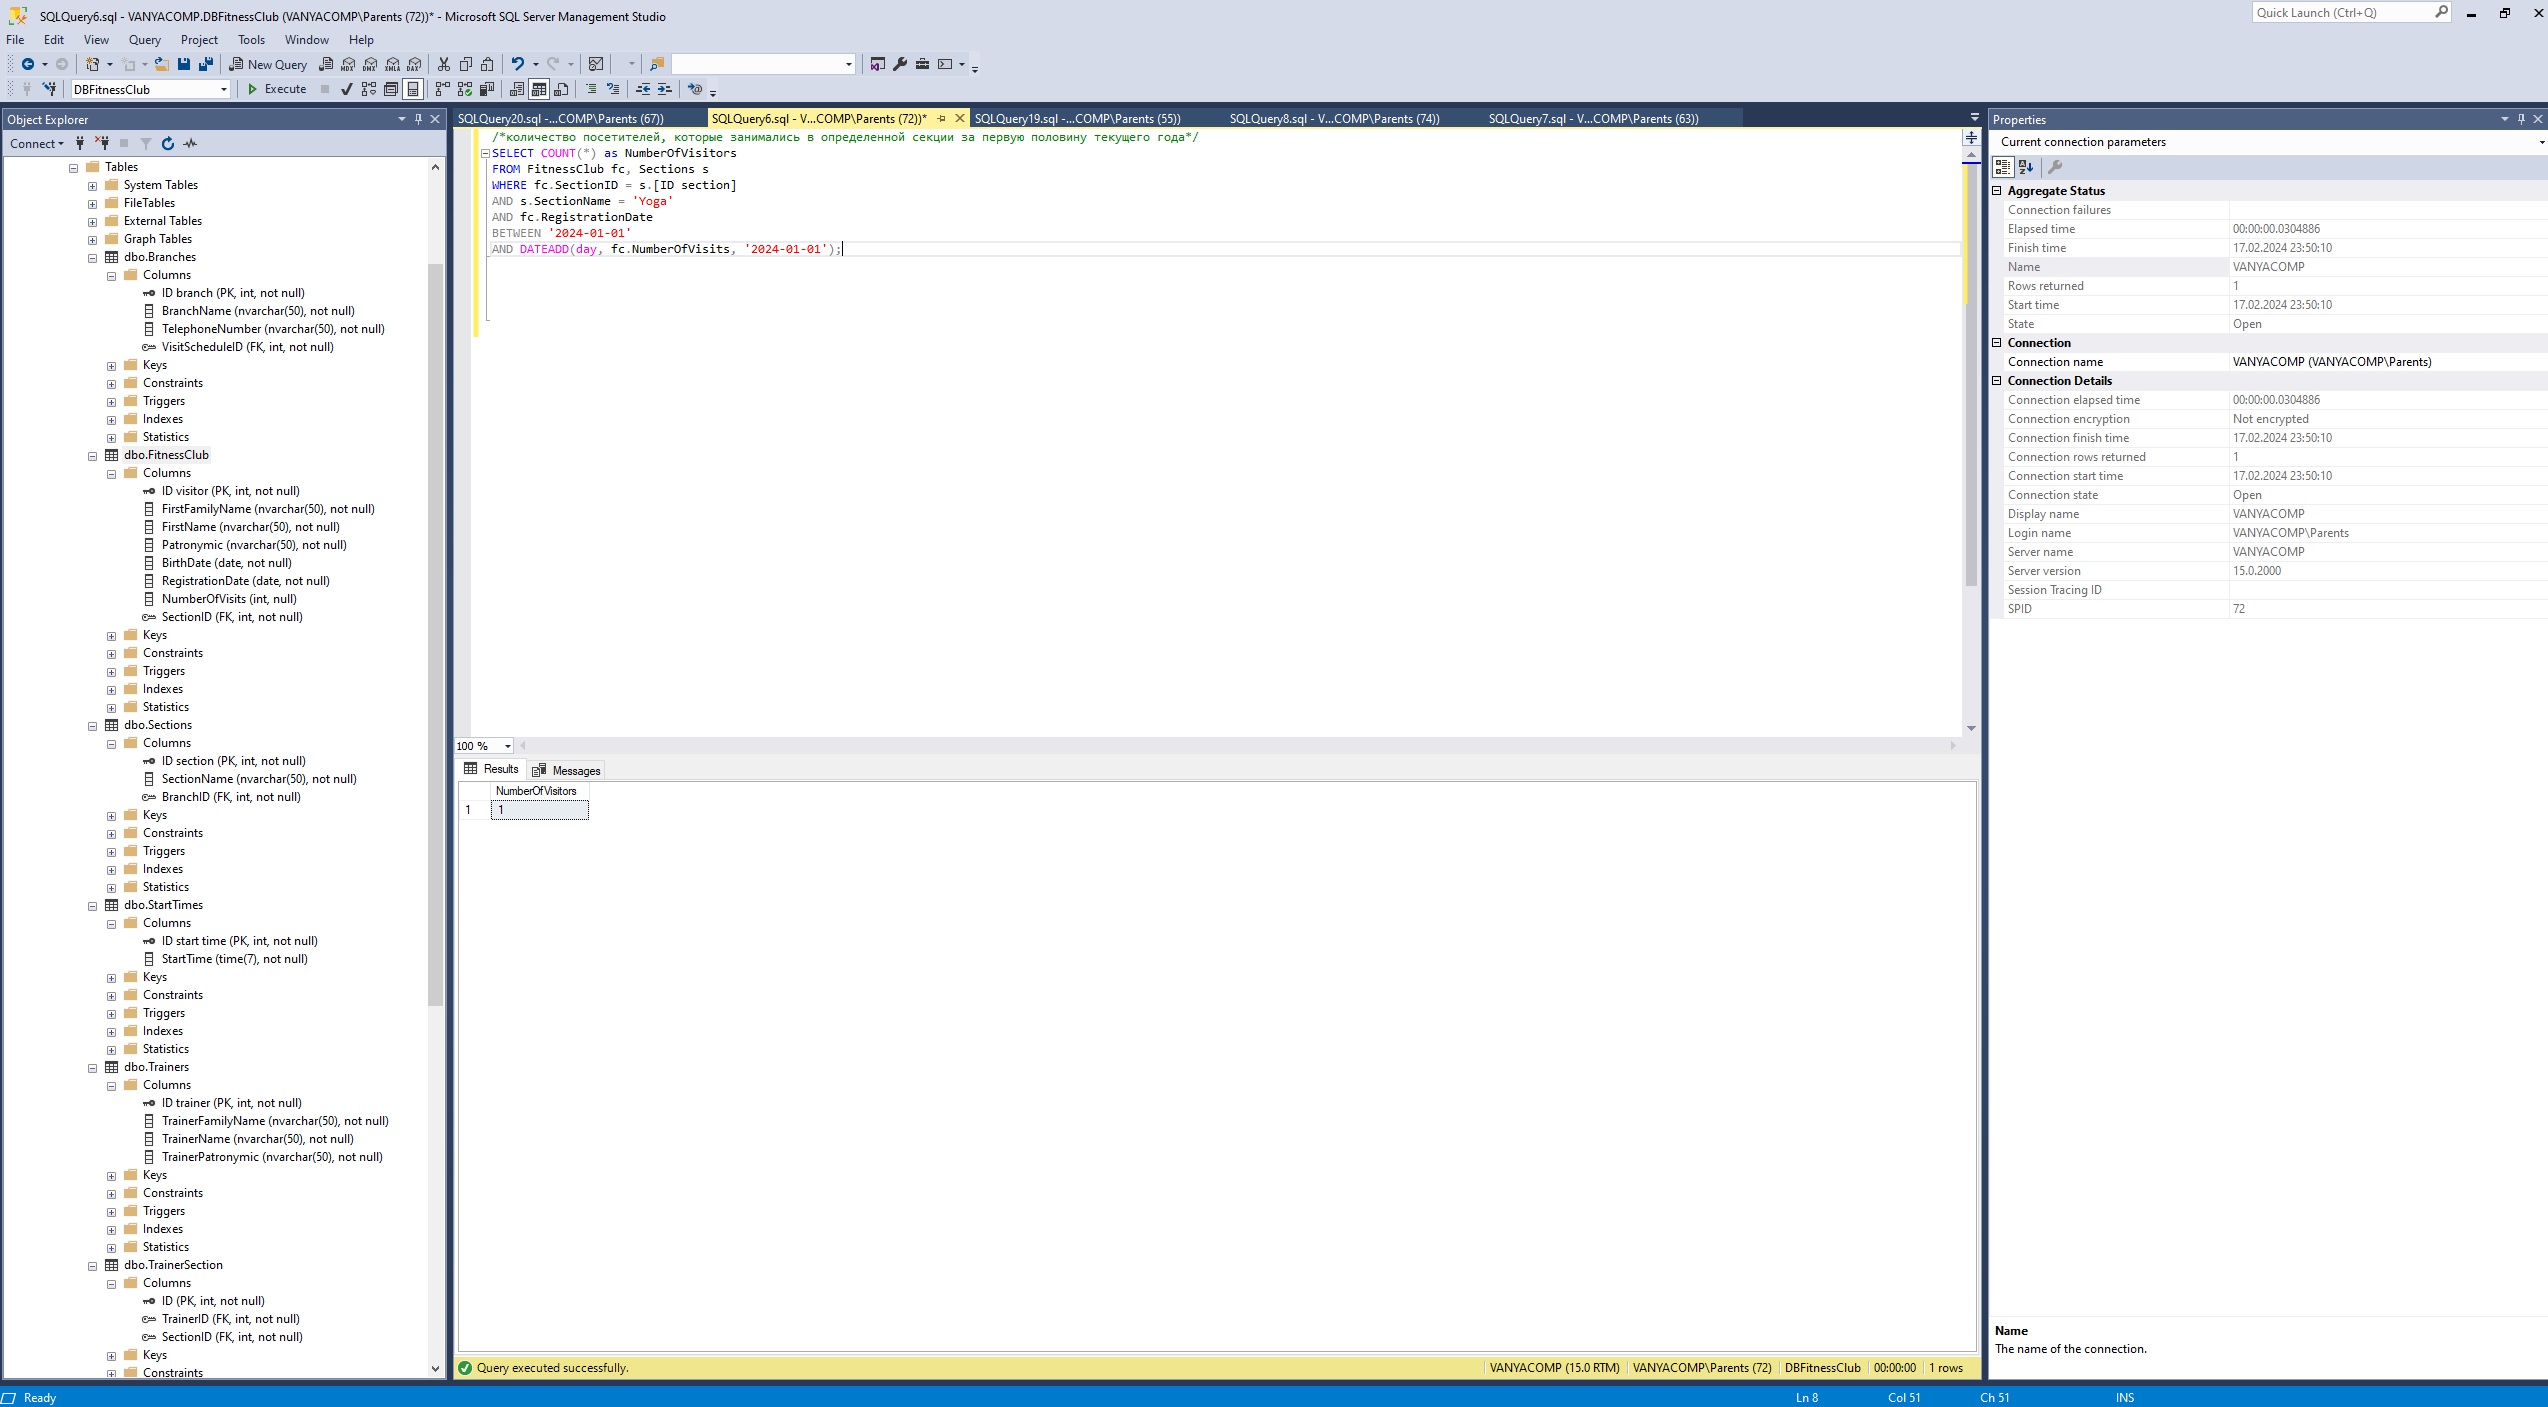 SQLQuery6.sql - VANYACOMP.DBFitnessClub (VANYACOMP\Parents (72))* - Microsoft SQL Server Management Studio
Quick Launch (Ctrl+Q)
File Edit View Query Project Tools Window Help
New Query
DBFitnessClub Execute
Object Explorer
Connect
Tables
System Tables
FileTables
External Tables
Graph Tables
dbo.Branches
Columns
ID branch (PK, int, not null)
BranchName (nvarchar(50), not null)
TelephoneNumber (nvarchar(50), not null)
VisitScheduleID (FK, int, not null)
Keys
Constraints
Triggers
Indexes
Statistics
dbo.FitnessClub
Columns
ID visitor (PK, int, not null)
FirstFamilyName (nvarchar(50), not null)
FirstName (nvarchar(50), not null)
Patronymic (nvarchar(50), not null)
BirthDate (date, not null)
RegistrationDate (date, not null)
NumberOfVisits (int, null)
SectionID (FK, int, not null)
Keys
Constraints
Triggers
Indexes
Statistics
dbo.Sections
Columns
ID section (PK, int, not null)
SectionName (nvarchar(50), not null)
BranchID (FK, int, not null)
Keys
Constraints
Triggers
Indexes
Statistics
dbo.StartTimes
Columns
ID start time (PK, int, not null)
StartTime (time(7), not null)
Keys
Constraints
Triggers
Indexes
Statistics
dbo.Trainers
Columns
ID trainer (PK, int, not null)
TrainerFamilyName (nvarchar(50), not null)
TrainerName (nvarchar(50), not null)
TrainerPatronymic (nvarchar(50), not null)
Keys
Constraints
Triggers
Indexes
Statistics
dbo.TrainerSection
Columns
ID (PK, int, not null)
TrainerID (FK, int, not null)
SectionID (FK, int, not null)
Keys
Constraints
SQLQuery20.sql -...COMP\Parents (67)) SQLQuery6.sql - V...COMP\Parents (72))* SQLQuery19.sql -...COMP\Parents (55)) SQLQuery8.sql - V...COMP\Parents (74)) SQLQuery7.sql - V...COMP\Parents (63))
/*количество посетителей, которые занимались в определенной секции за первую половину текущего года*/
SELECT COUNT(*) as NumberOfVisitors
FROM FitnessClub fc, Sections s
WHERE fc.SectionID = s.[ID section]
AND s.SectionName = 'Yoga'
AND fc.RegistrationDate
BETWEEN '2024-01-01'
AND DATEADD(day, fc.NumberOfVisits, '2024-01-01');
100 %
Results Messages
NumberOfVisitors
1 1
Query executed successfully. VANYACOMP (15.0 RTM) VANYACOMP\Parents (72) DBFitnessClub 00:00:00 1 rows
Properties
Current connection parameters
Aggregate Status
Connection failures
Elapsed time 00:00:00.0304886
Finish time 17.02.2024 23:50:10
Name VANYACOMP
Rows returned 1
Start time 17.02.2024 23:50:10
State Open
Connection
Connection name VANYACOMP (VANYACOMP\Parents)
Connection Details
Connection elapsed time 00:00:00.0304886
Connection encryption Not encrypted
Connection finish time 17.02.2024 23:50:10
Connection rows returned 1
Connection start time 17.02.2024 23:50:10
Connection state Open
Display name VANYACOMP
Login name VANYACOMP\Parents
Server name VANYACOMP
Server version 15.0.2000
Session Tracing ID
SPID 72
Name
The name of the connection.
Ready Ln 8 Col 51 Ch 51 INS